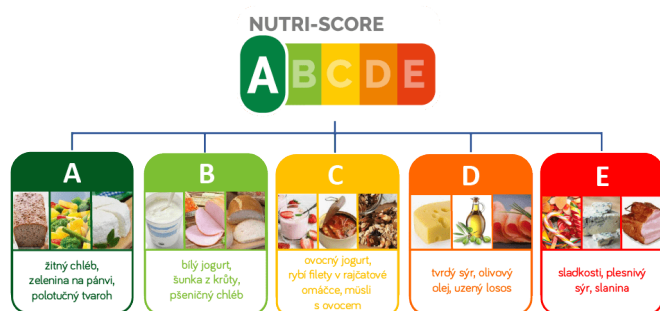 NUTRI-SCORE
A B C D E
A
žitný chléb,
zelenina na pánvi,
polotučný tvaroh
B
bílý jogurt,
šunka z krůty,
pšeničný chléb
C
ovocný jogurt,
rybí filety v rajčatové
omáčce, müsli
s ovocem
D
tvrdý sýr, olivový
olej, uzený losos
E
sladkosti, plesnivý
sýr, slanina